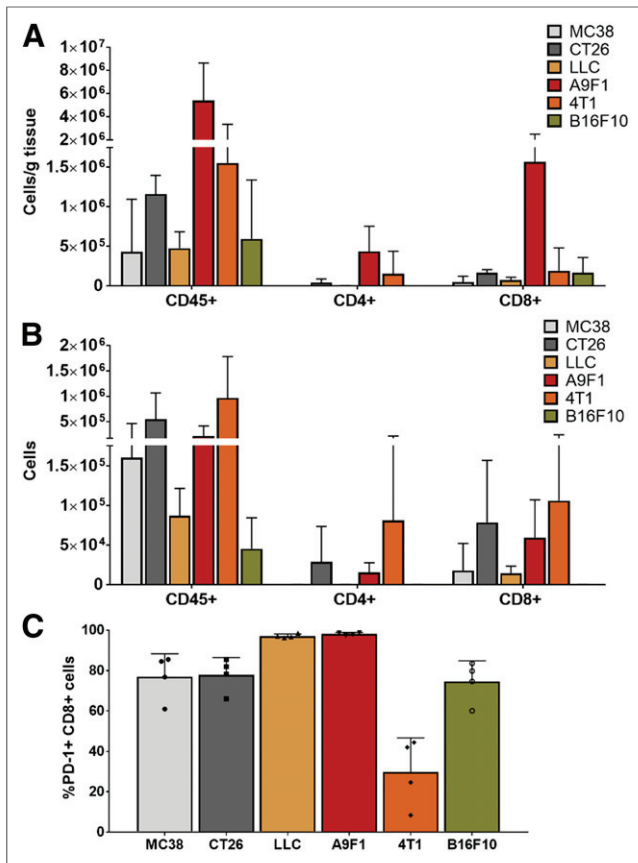 A
MC38
CT26
LLC
A9F1
4T1
B16F10
Cells/g tissue
1×10⁷
8×10⁶
6×10⁶
4×10⁶
2×10⁶
1.5×10⁶
1×10⁶
5×10⁵
0
CD45+ CD4+ CD8+
B
MC38
CT26
LLC
A9F1
4T1
B16F10
Cells
2×10⁶
1×10⁶
5×10⁵
1.5×10⁵
1×10⁵
5×10⁴
0
CD45+ CD4+ CD8+
C
%PD-1+ CD8+ cells
100
80
60
40
20
0
MC38 CT26 LLC A9F1 4T1 B16F10